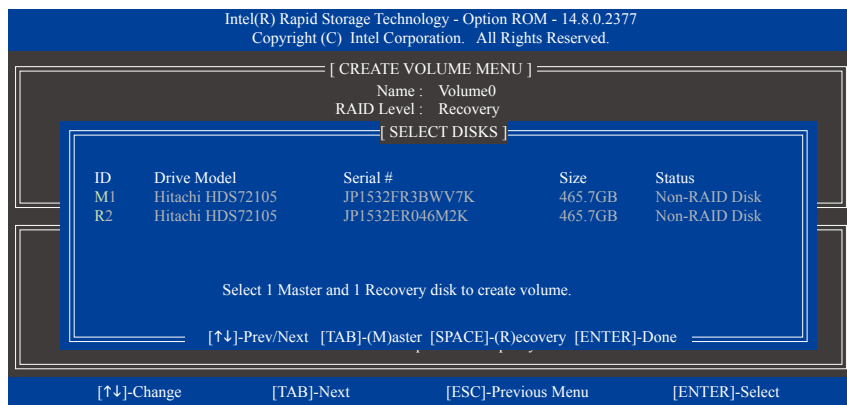 Intel(R) Rapid Storage Technology - Option ROM - 14.8.0.2377
Copyright (C) Intel Corporation. All Rights Reserved.
[ CREATE VOLUME MENU ]
Name : Volume0
RAID Level : Recovery
[ SELECT DISKS ]
ID Drive Model Serial # Size Status
M1 Hitachi HDS72105 JP1532FR3BWV7K 465.7GB Non-RAID Disk
R2 Hitachi HDS72105 JP1532ER046M2K 465.7GB Non-RAID Disk
Select 1 Master and 1 Recovery disk to create volume.
[↑↓]-Prev/Next [TAB]-(M)aster [SPACE]-(R)ecovery [ENTER]-Done
[↑↓]-Change [TAB]-Next [ESC]-Previous Menu [ENTER]-Select